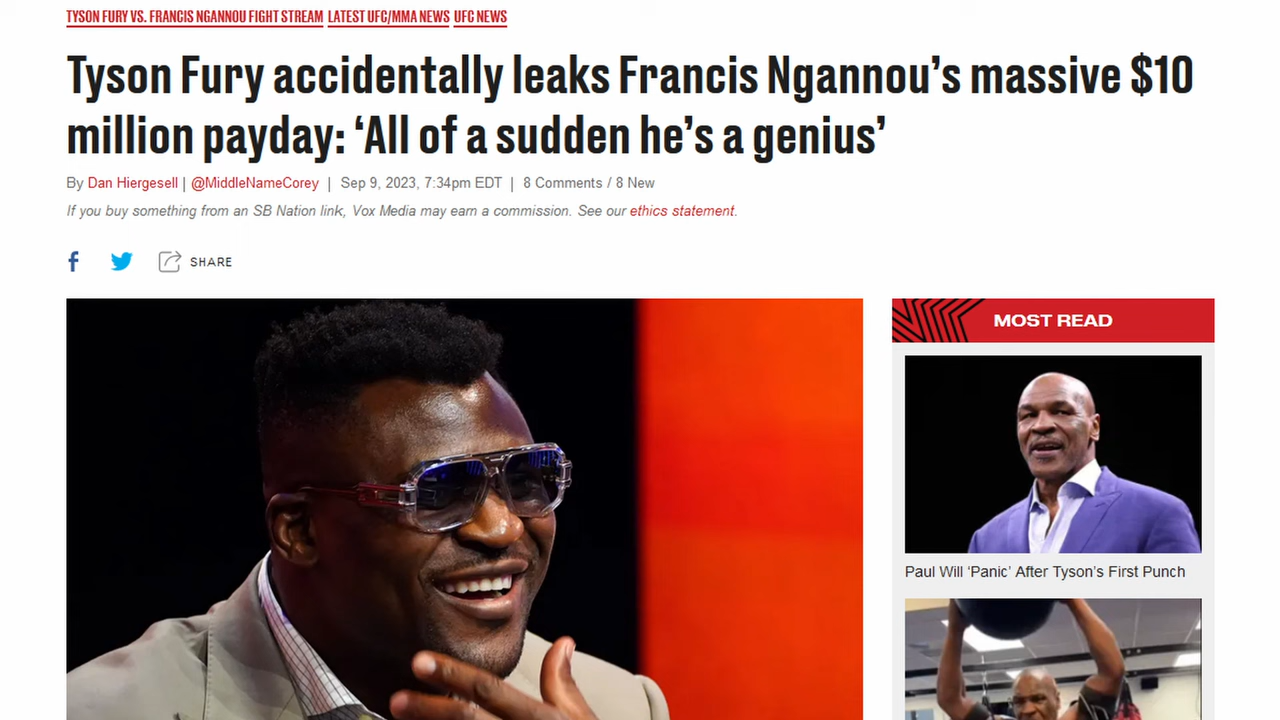 TYSON FURY VS. FRANCIS NGANNOU FIGHT STREAM LATEST UFC/MMA NEWS UFC NEWS
Tyson Fury accidentally leaks Francis Ngannou’s massive $10
million payday: ‘All of a sudden he’s a genius’
By Dan Hiergesell | @MiddleNameCorey | Sep 9, 2023, 7:34pm EDT | 8 Comments / 8 New
If you buy something from an SB Nation link, Vox Media may earn a commission. See our ethics statement.
SHARE
MOST READ
Paul Will ‘Panic’ After Tyson’s First Punch